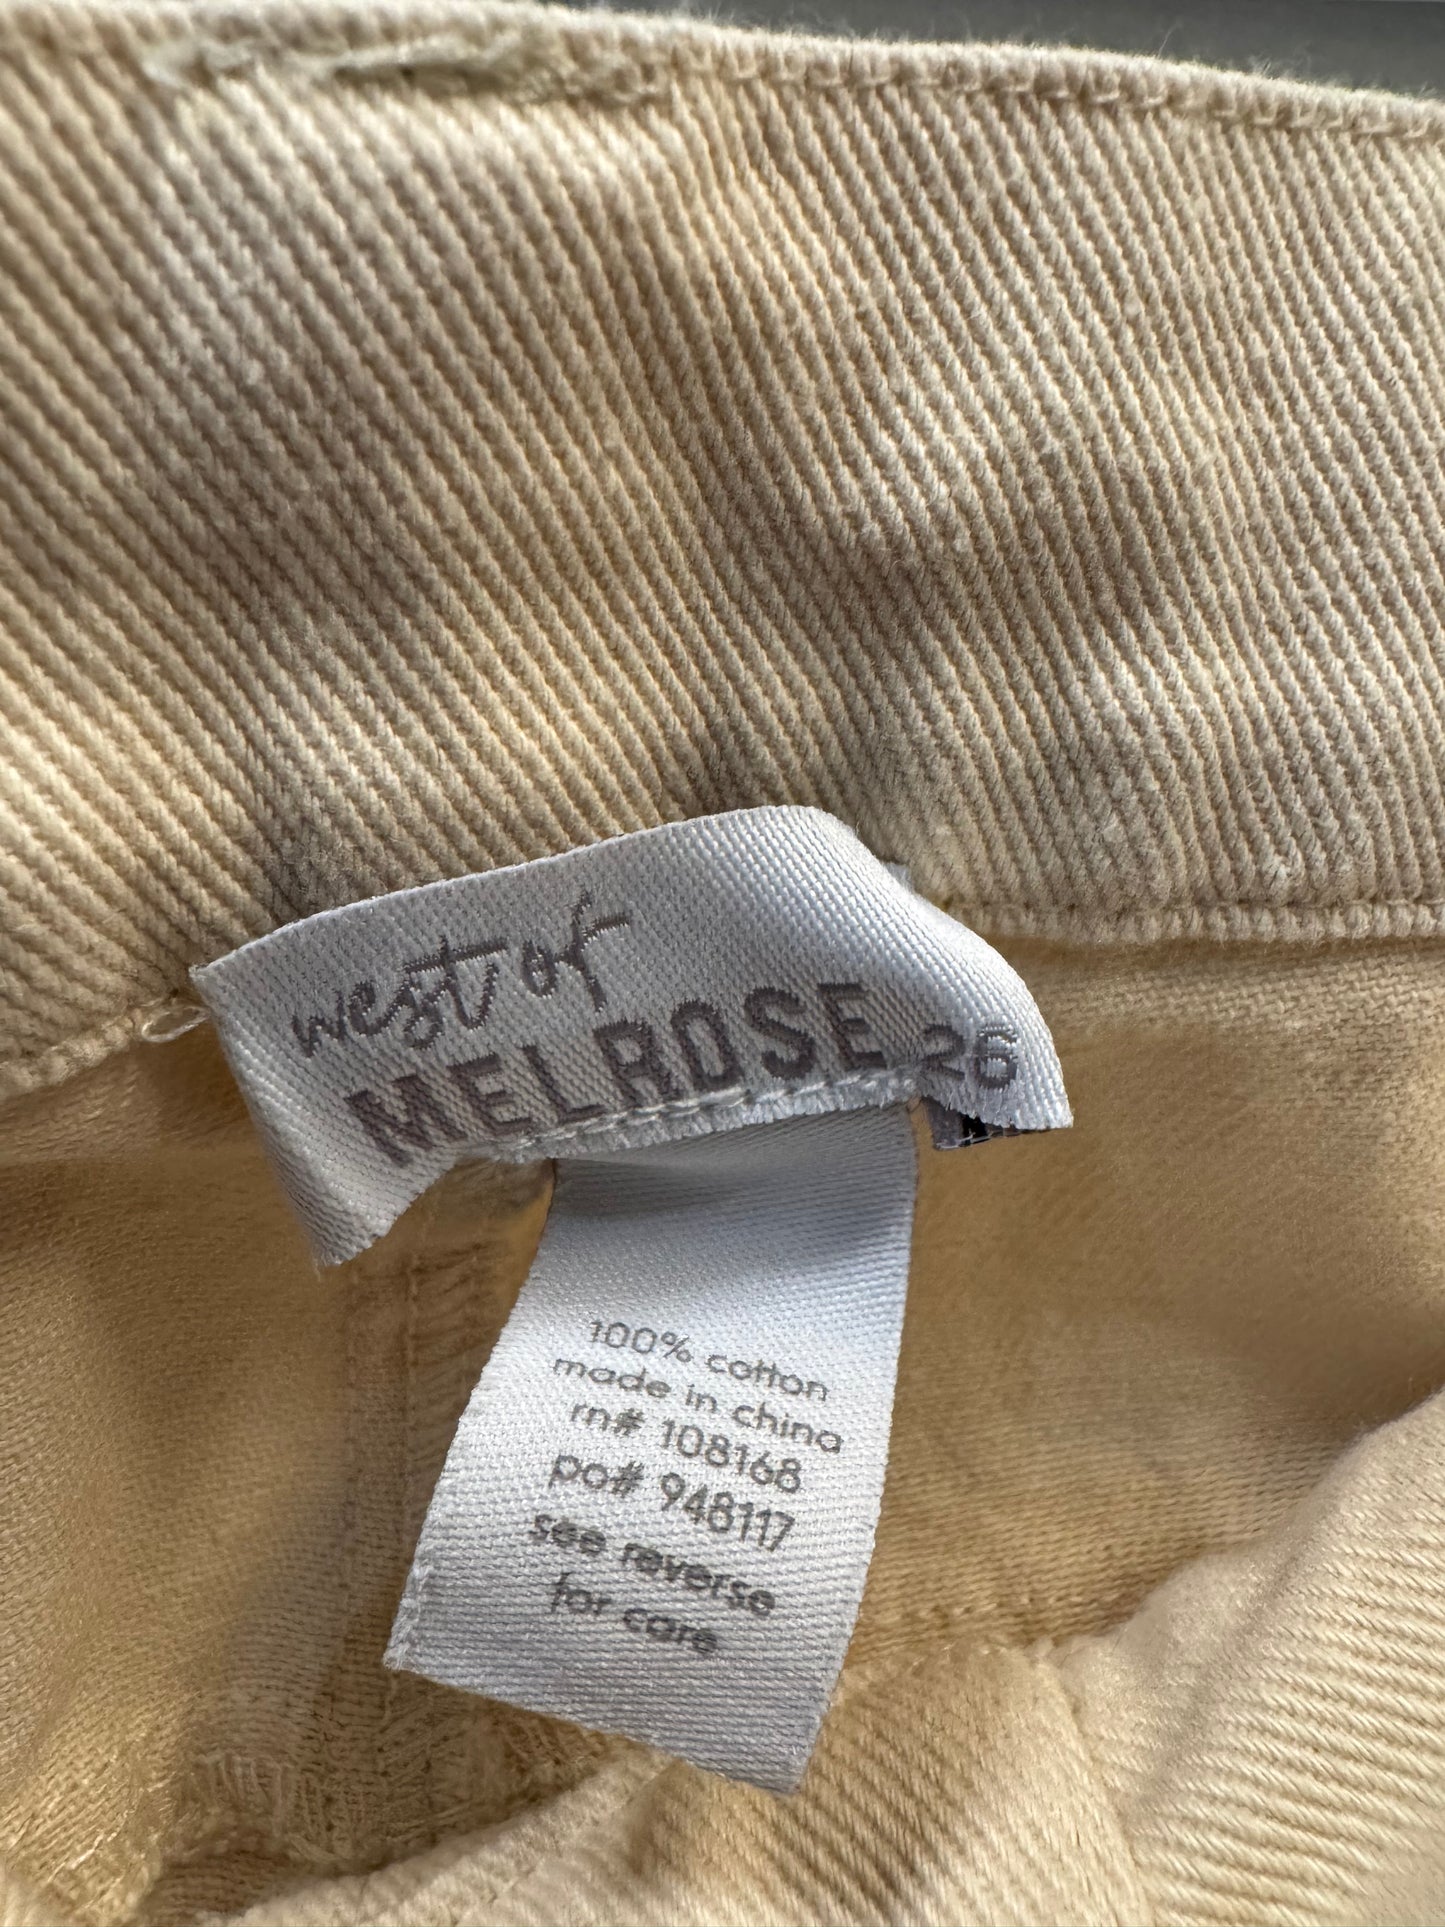 west of
MELROSE 26
100% cotton
made in china
rn# 108168
po# 948117
see reverse
for care